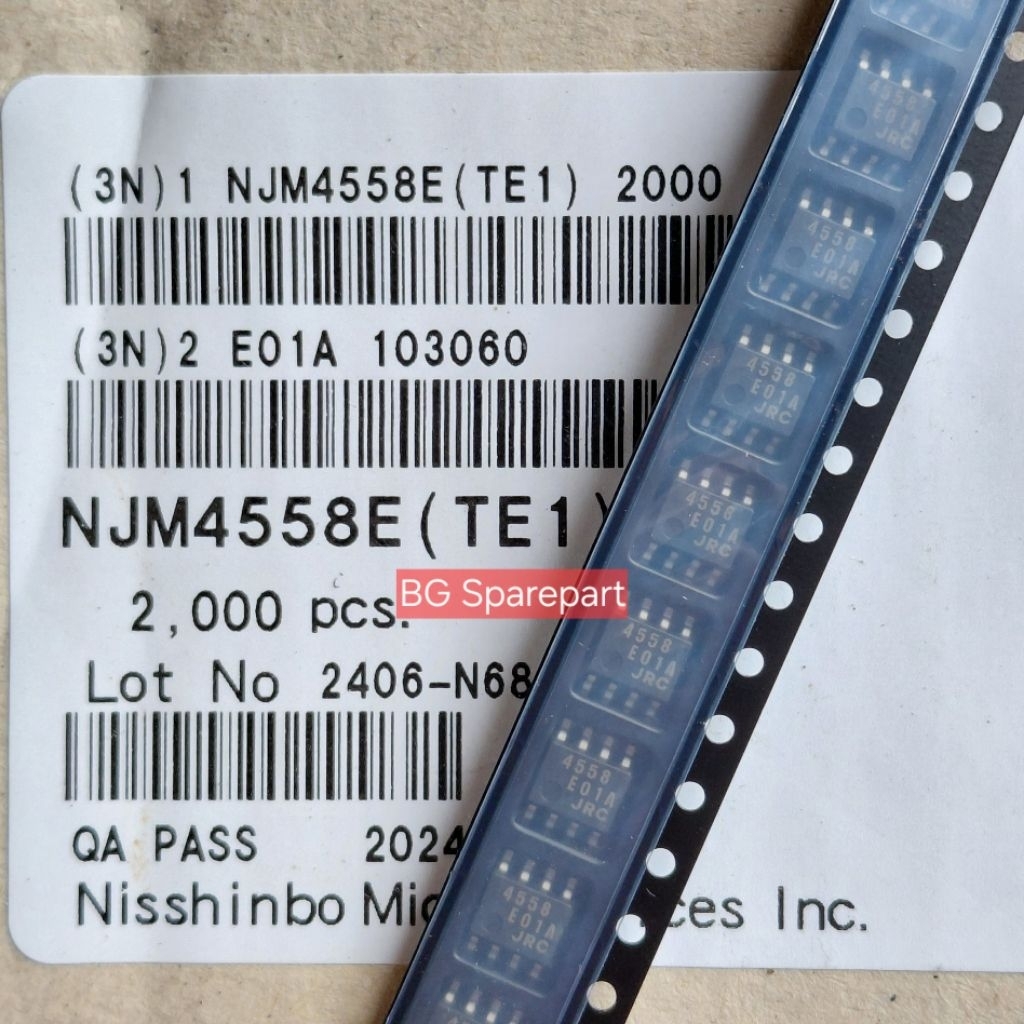 (3N)1 NJM4558E(TE1) 2000
(3N)2 E01A 103060
NJM4558E(TE1)
2,000 pcs.
BG Sparepart
Lot No 2406-N68
QA PASS 2024
Nisshinbo Mic ces Inc.
4558
E01A
JRC
4558
E01A
JRC
4558
E01A
JRC
4558
E01A
JRC
4558
E01A
JRC
4558
E01A
JRC
4558
E01A
JRC
4558